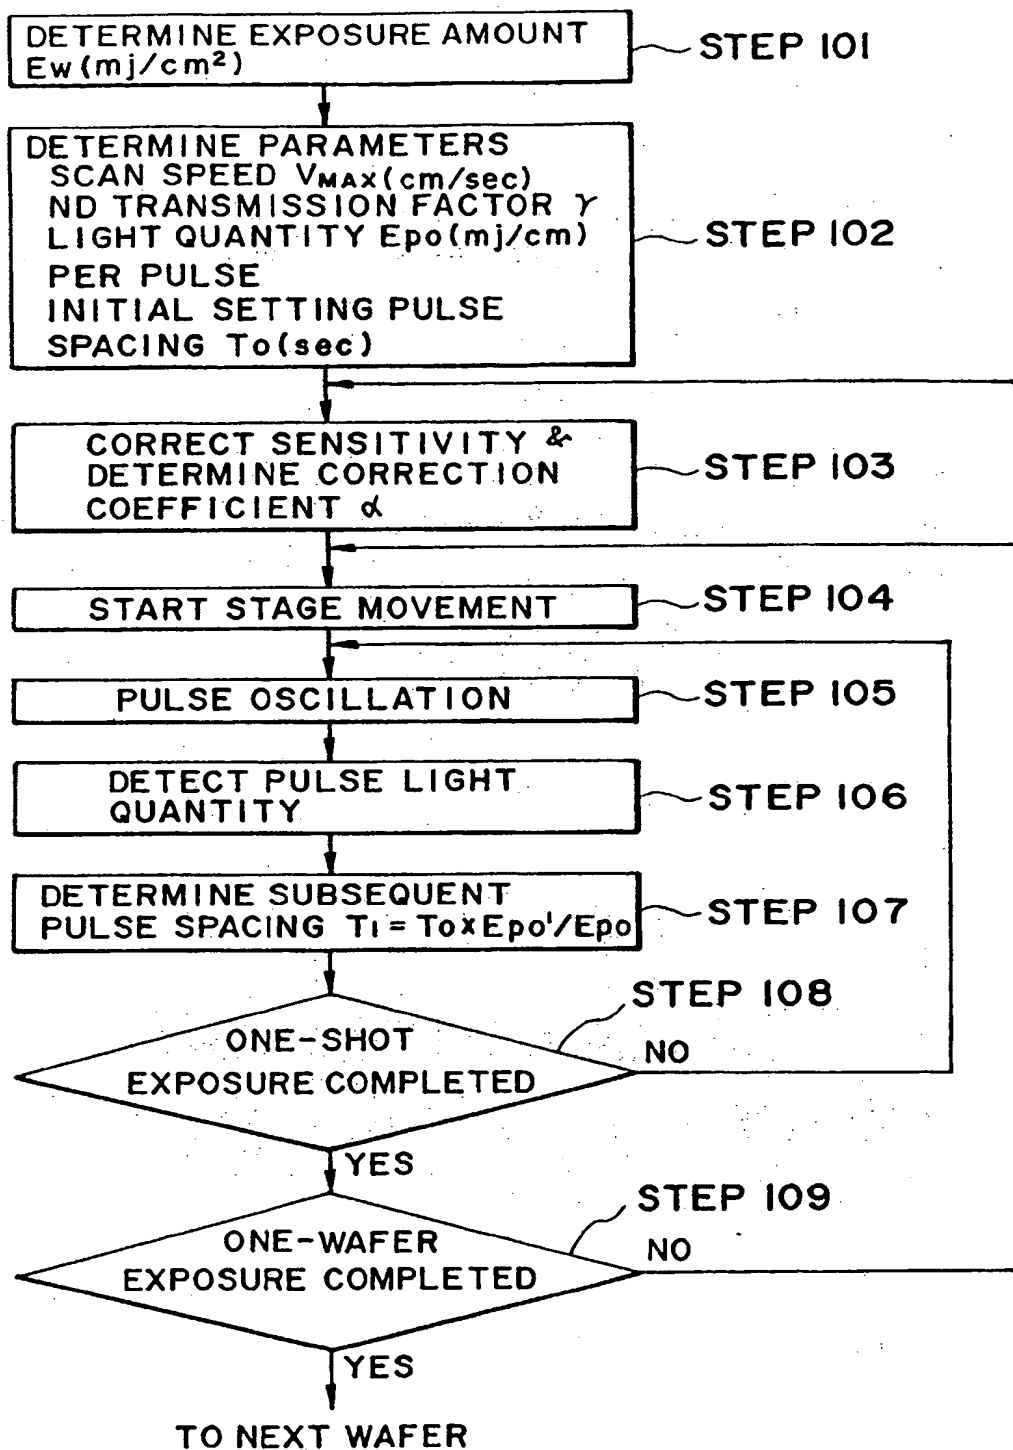 DETERMINE EXPOSURE AMOUNT
Ew (mj/cm²)
STEP 101
DETERMINE PARAMETERS
SCAN SPEED VMAX (cm/sec)
ND TRANSMISSION FACTOR γ
LIGHT QUANTITY Epo (mj/cm)
PER PULSE
INITIAL SETTING PULSE
SPACING To (sec)
STEP 102
CORRECT SENSITIVITY &
DETERMINE CORRECTION
COEFFICIENT α
STEP 103
START STAGE MOVEMENT
STEP 104
PULSE OSCILLATION
STEP 105
DETECT PULSE LIGHT
QUANTITY
STEP 106
DETERMINE SUBSEQUENT
PULSE SPACING T1 = To x Epo'/Epo
STEP 107
STEP 108
ONE-SHOT
EXPOSURE COMPLETED
NO
YES
STEP 109
ONE-WAFER
EXPOSURE COMPLETED
NO
YES
TO NEXT WAFER